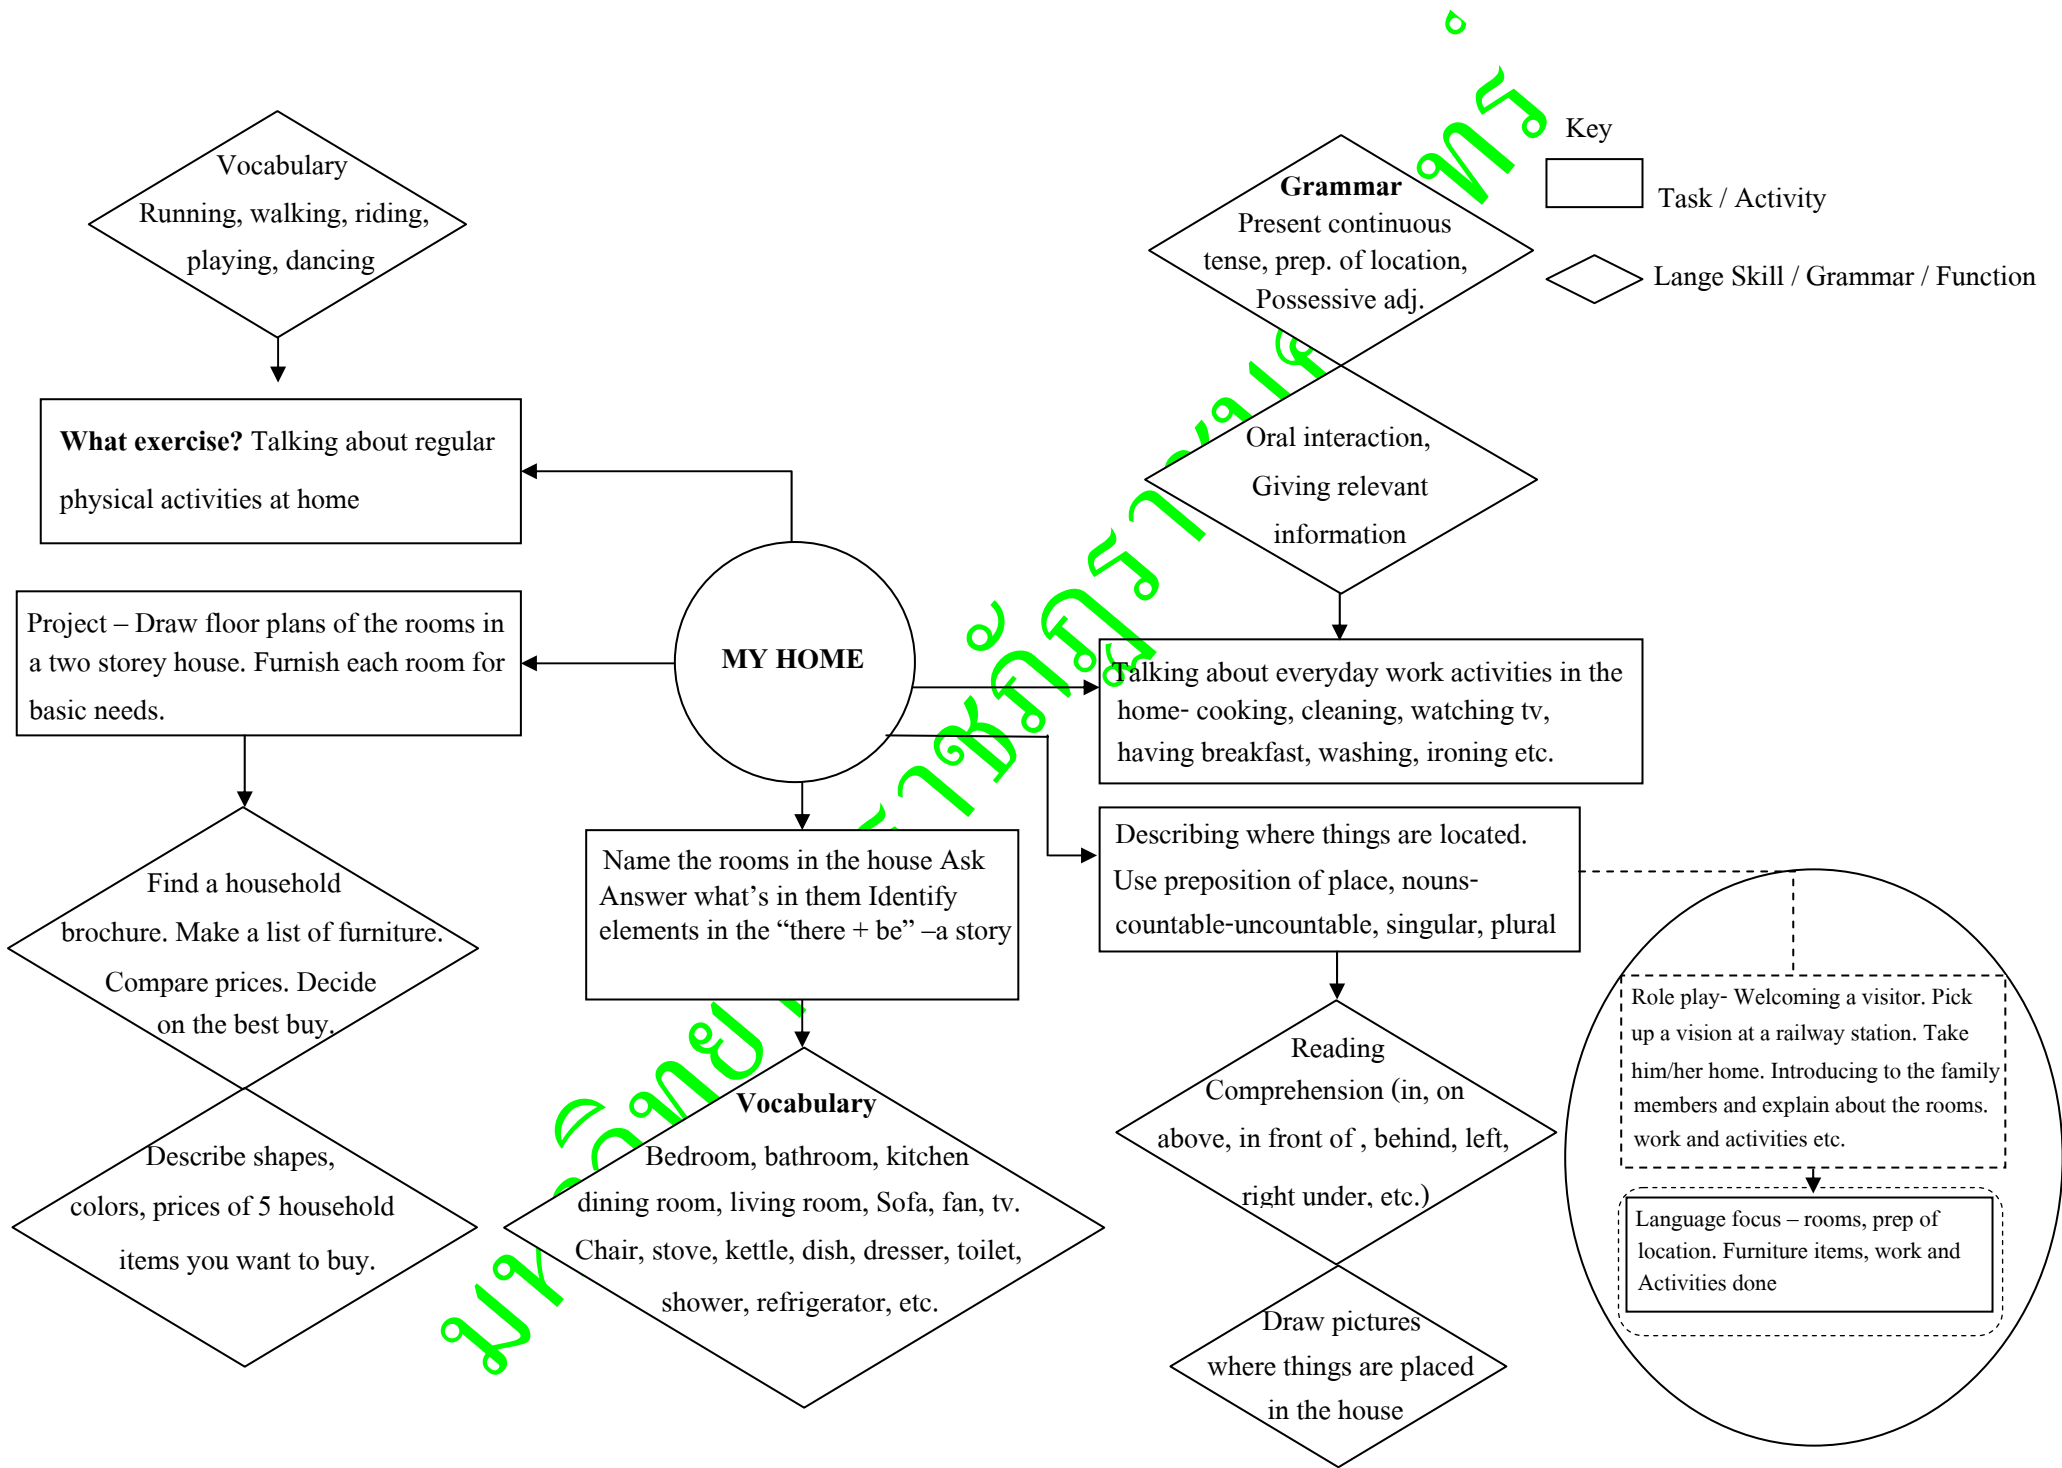 Vocabulary
Running, walking, riding,
playing, dancing
What exercise? Talking about regular
physical activities at home
Project – Draw floor plans of the rooms in
a two storey house. Furnish each room for
basic needs.
Find a household
brochure. Make a list of furniture.
Compare prices. Decide
on the best buy.
Describe shapes,
colors, prices of 5 household
items you want to buy.
MY HOME
Name the rooms in the house Ask
Answer what’s in them Identify
elements in the “there + be” –a story
Vocabulary
Bedroom, bathroom, kitchen
dining room, living room, Sofa, fan, tv.
Chair, stove, kettle, dish, dresser, toilet,
shower, refrigerator, etc.
Grammar
Present continuous
tense, prep. of location,
Possessive adj.
Oral interaction,
Giving relevant
information
Talking about everyday work activities in the
home- cooking, cleaning, watching tv,
having breakfast, washing, ironing etc.
Describing where things are located.
Use preposition of place, nouns-
countable-uncountable, singular, plural
Reading
Comprehension (in, on
above, in front of , behind, left,
right under, etc.)
Draw pictures
where things are placed
in the house
Key
Task / Activity
Lange Skill / Grammar / Function
Role play- Welcoming a visitor. Pick
up a vision at a railway station. Take
him/her home. Introducing to the family
members and explain about the rooms.
work and activities etc.
Language focus – rooms, prep of
location. Furniture items, work and
Activities done